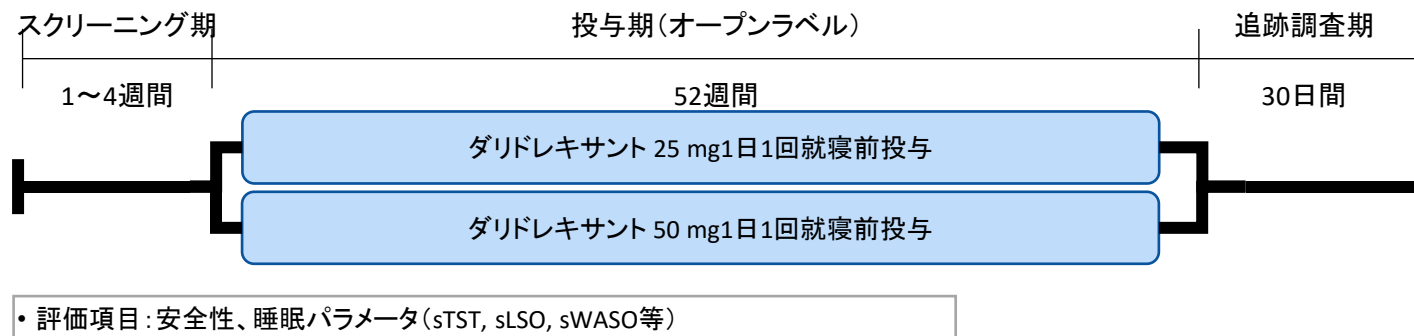 スクリーニング期 投与期(オープンラベル) 追跡調査期
1~4週間 52週間 30日間
ダリドレキサント 25 mg1日1回就寝前投与
ダリドレキサント 50 mg1日1回就寝前投与
• 評価項目:安全性、睡眠パラメータ(sTST, sLSO, sWASO等)